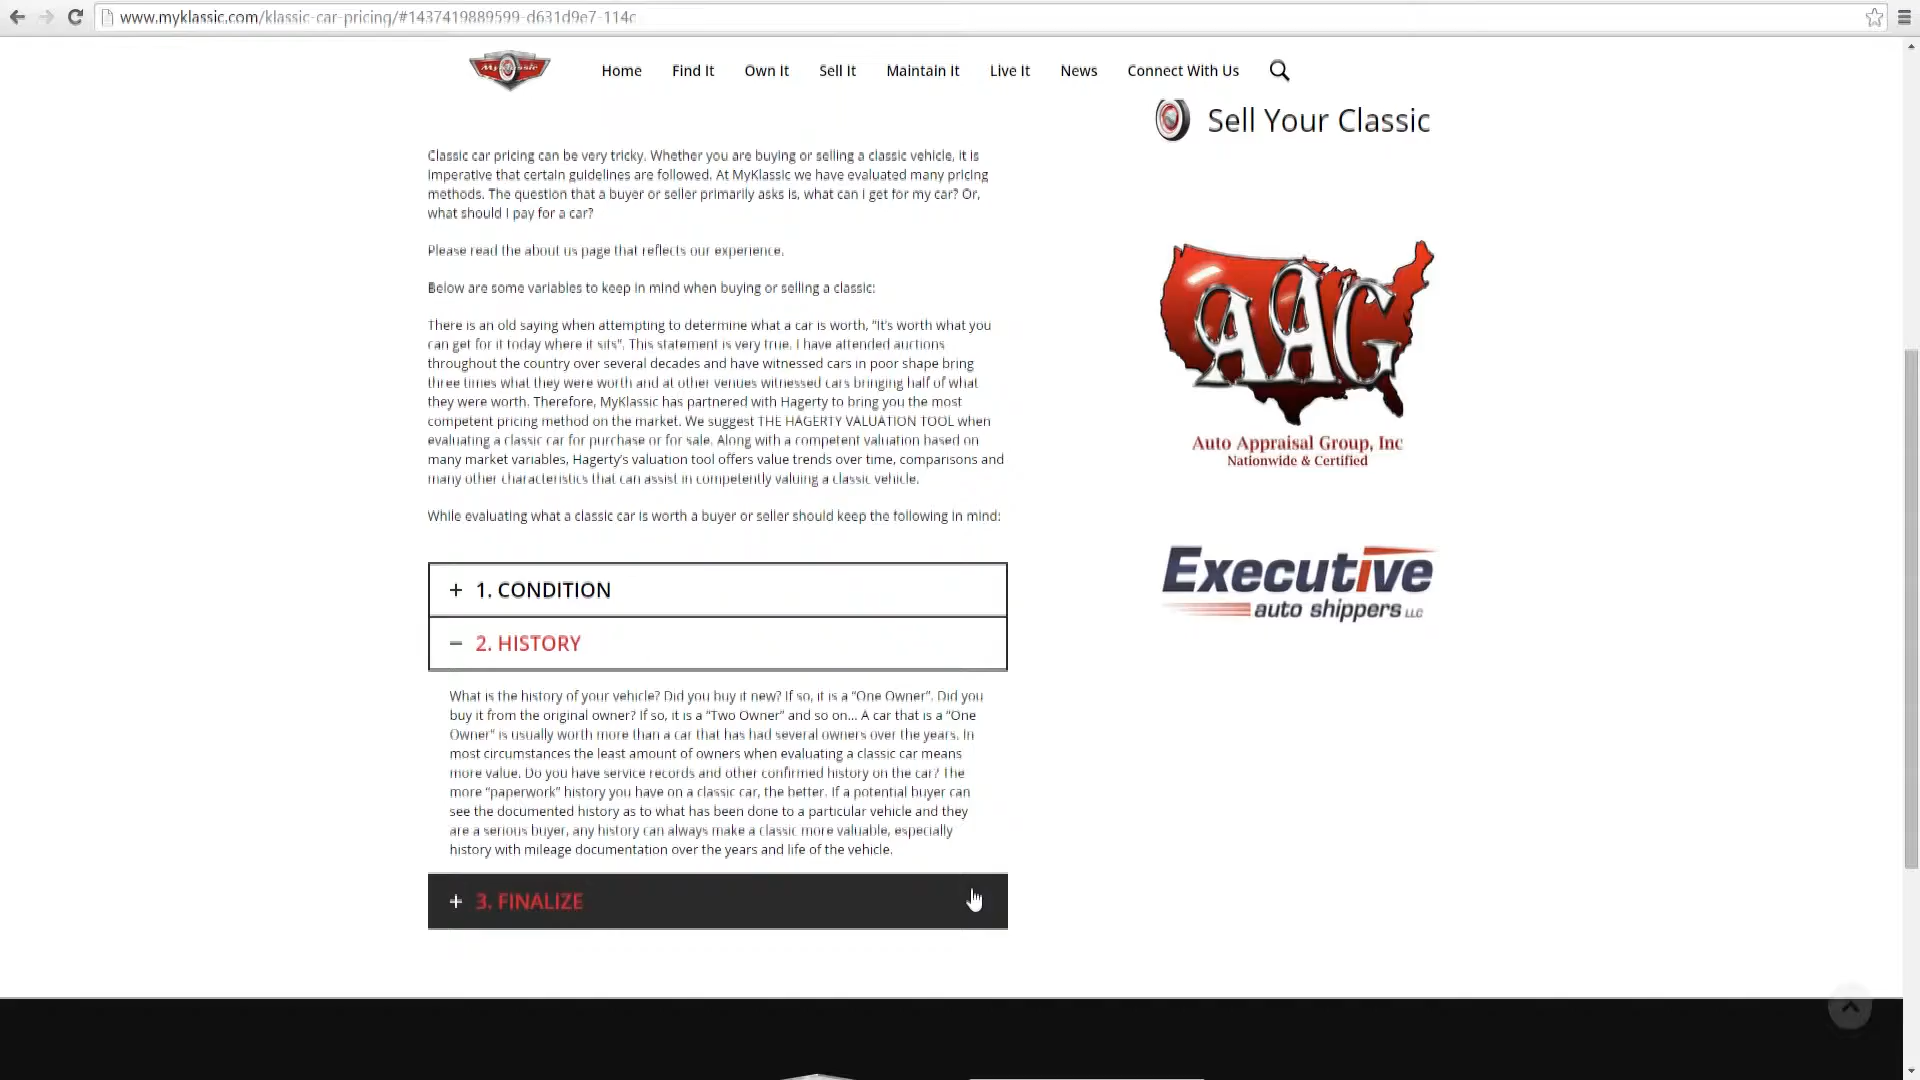 www.myklassic.com/klassic-car-pricing/#1437419889599-d631d9e7-114c
MyKlassic
Home
Find It
Own It
Sell It
Maintain It
Live It
News
Connect With Us
Sell Your Classic
Classic car pricing can be very tricky. Whether you are buying or selling a classic vehicle, it is
imperative that certain guidelines are followed. At MyKlassic we have evaluated many pricing
methods. The question that a buyer or seller primarily asks is, what can I get for my car? Or,
what should I pay for a car?
Please read the about us page that reflects our experience.
Below are some variables to keep in mind when buying or selling a classic:
There is an old saying when attempting to determine what a car is worth, “It’s worth what you
can get for it today where it sits”. This statement is very true. I have attended auctions
throughout the country over several decades and have witnessed cars in poor shape bring
three times what they were worth and at other venues witnessed cars bringing half of what
they were worth. Therefore, MyKlassic has partnered with Hagerty to bring you the most
competent pricing method on the market. We suggest THE HAGERTY VALUATION TOOL when
evaluating a classic car for purchase or for sale. Along with a competent valuation based on
many market variables, Hagerty’s valuation tool offers value trends over time, comparisons and
many other characteristics that can assist in competently valuing a classic vehicle.
While evaluating what a classic car is worth a buyer or seller should keep the following in mind:
+ 1. CONDITION
− 2. HISTORY
What is the history of your vehicle? Did you buy it new? If so, it is a “One Owner”. Did you
buy it from the original owner? If so, it is a “Two Owner” and so on… A car that is a “One
Owner” is usually worth more than a car that has had several owners over the years. In
most circumstances the least amount of owners when evaluating a classic car means
more value. Do you have service records and other confirmed history on the car? The
more “paperwork” history you have on a classic car, the better. If a potential buyer can
see the documented history as to what has been done to a particular vehicle and they
are a serious buyer, any history can always make a classic more valuable, especially
history with mileage documentation over the years and life of the vehicle.
+ 3. FINALIZE
AAG
Auto Appraisal Group, Inc
Nationwide & Certified
Executive
auto shippers LLC